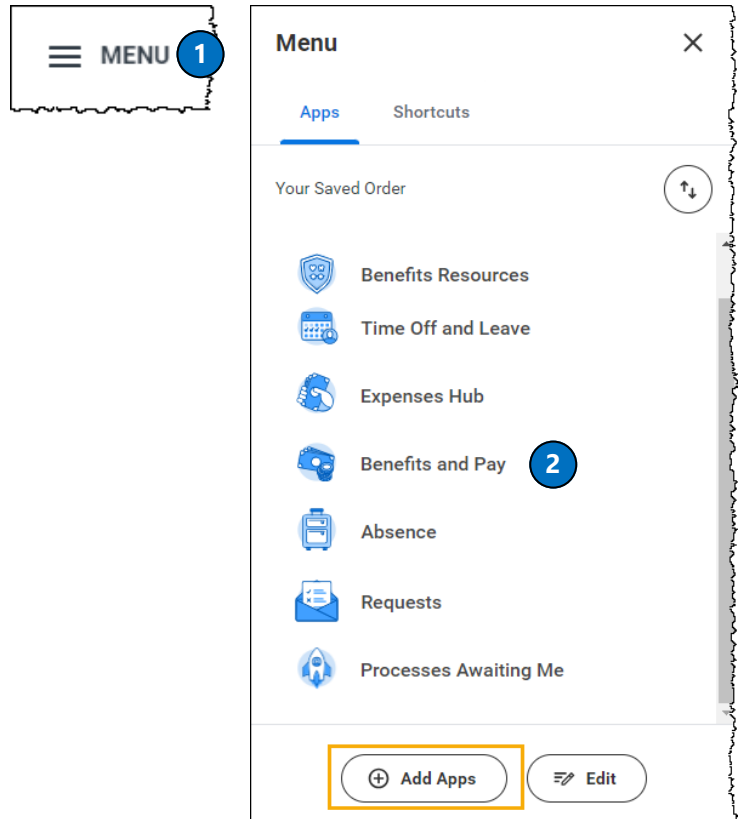 MENU
1
Menu
Apps Shortcuts
Your Saved Order
Benefits Resources
Time Off and Leave
Expenses Hub
Benefits and Pay 2
Absence
Requests
Processes Awaiting Me
Add Apps Edit